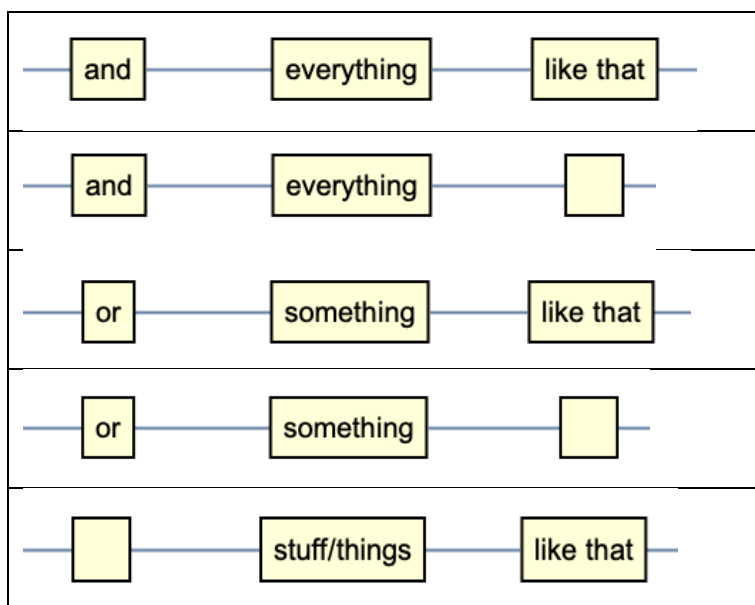 and everything like that
and everything
or something like that
or something
stuff/things like that